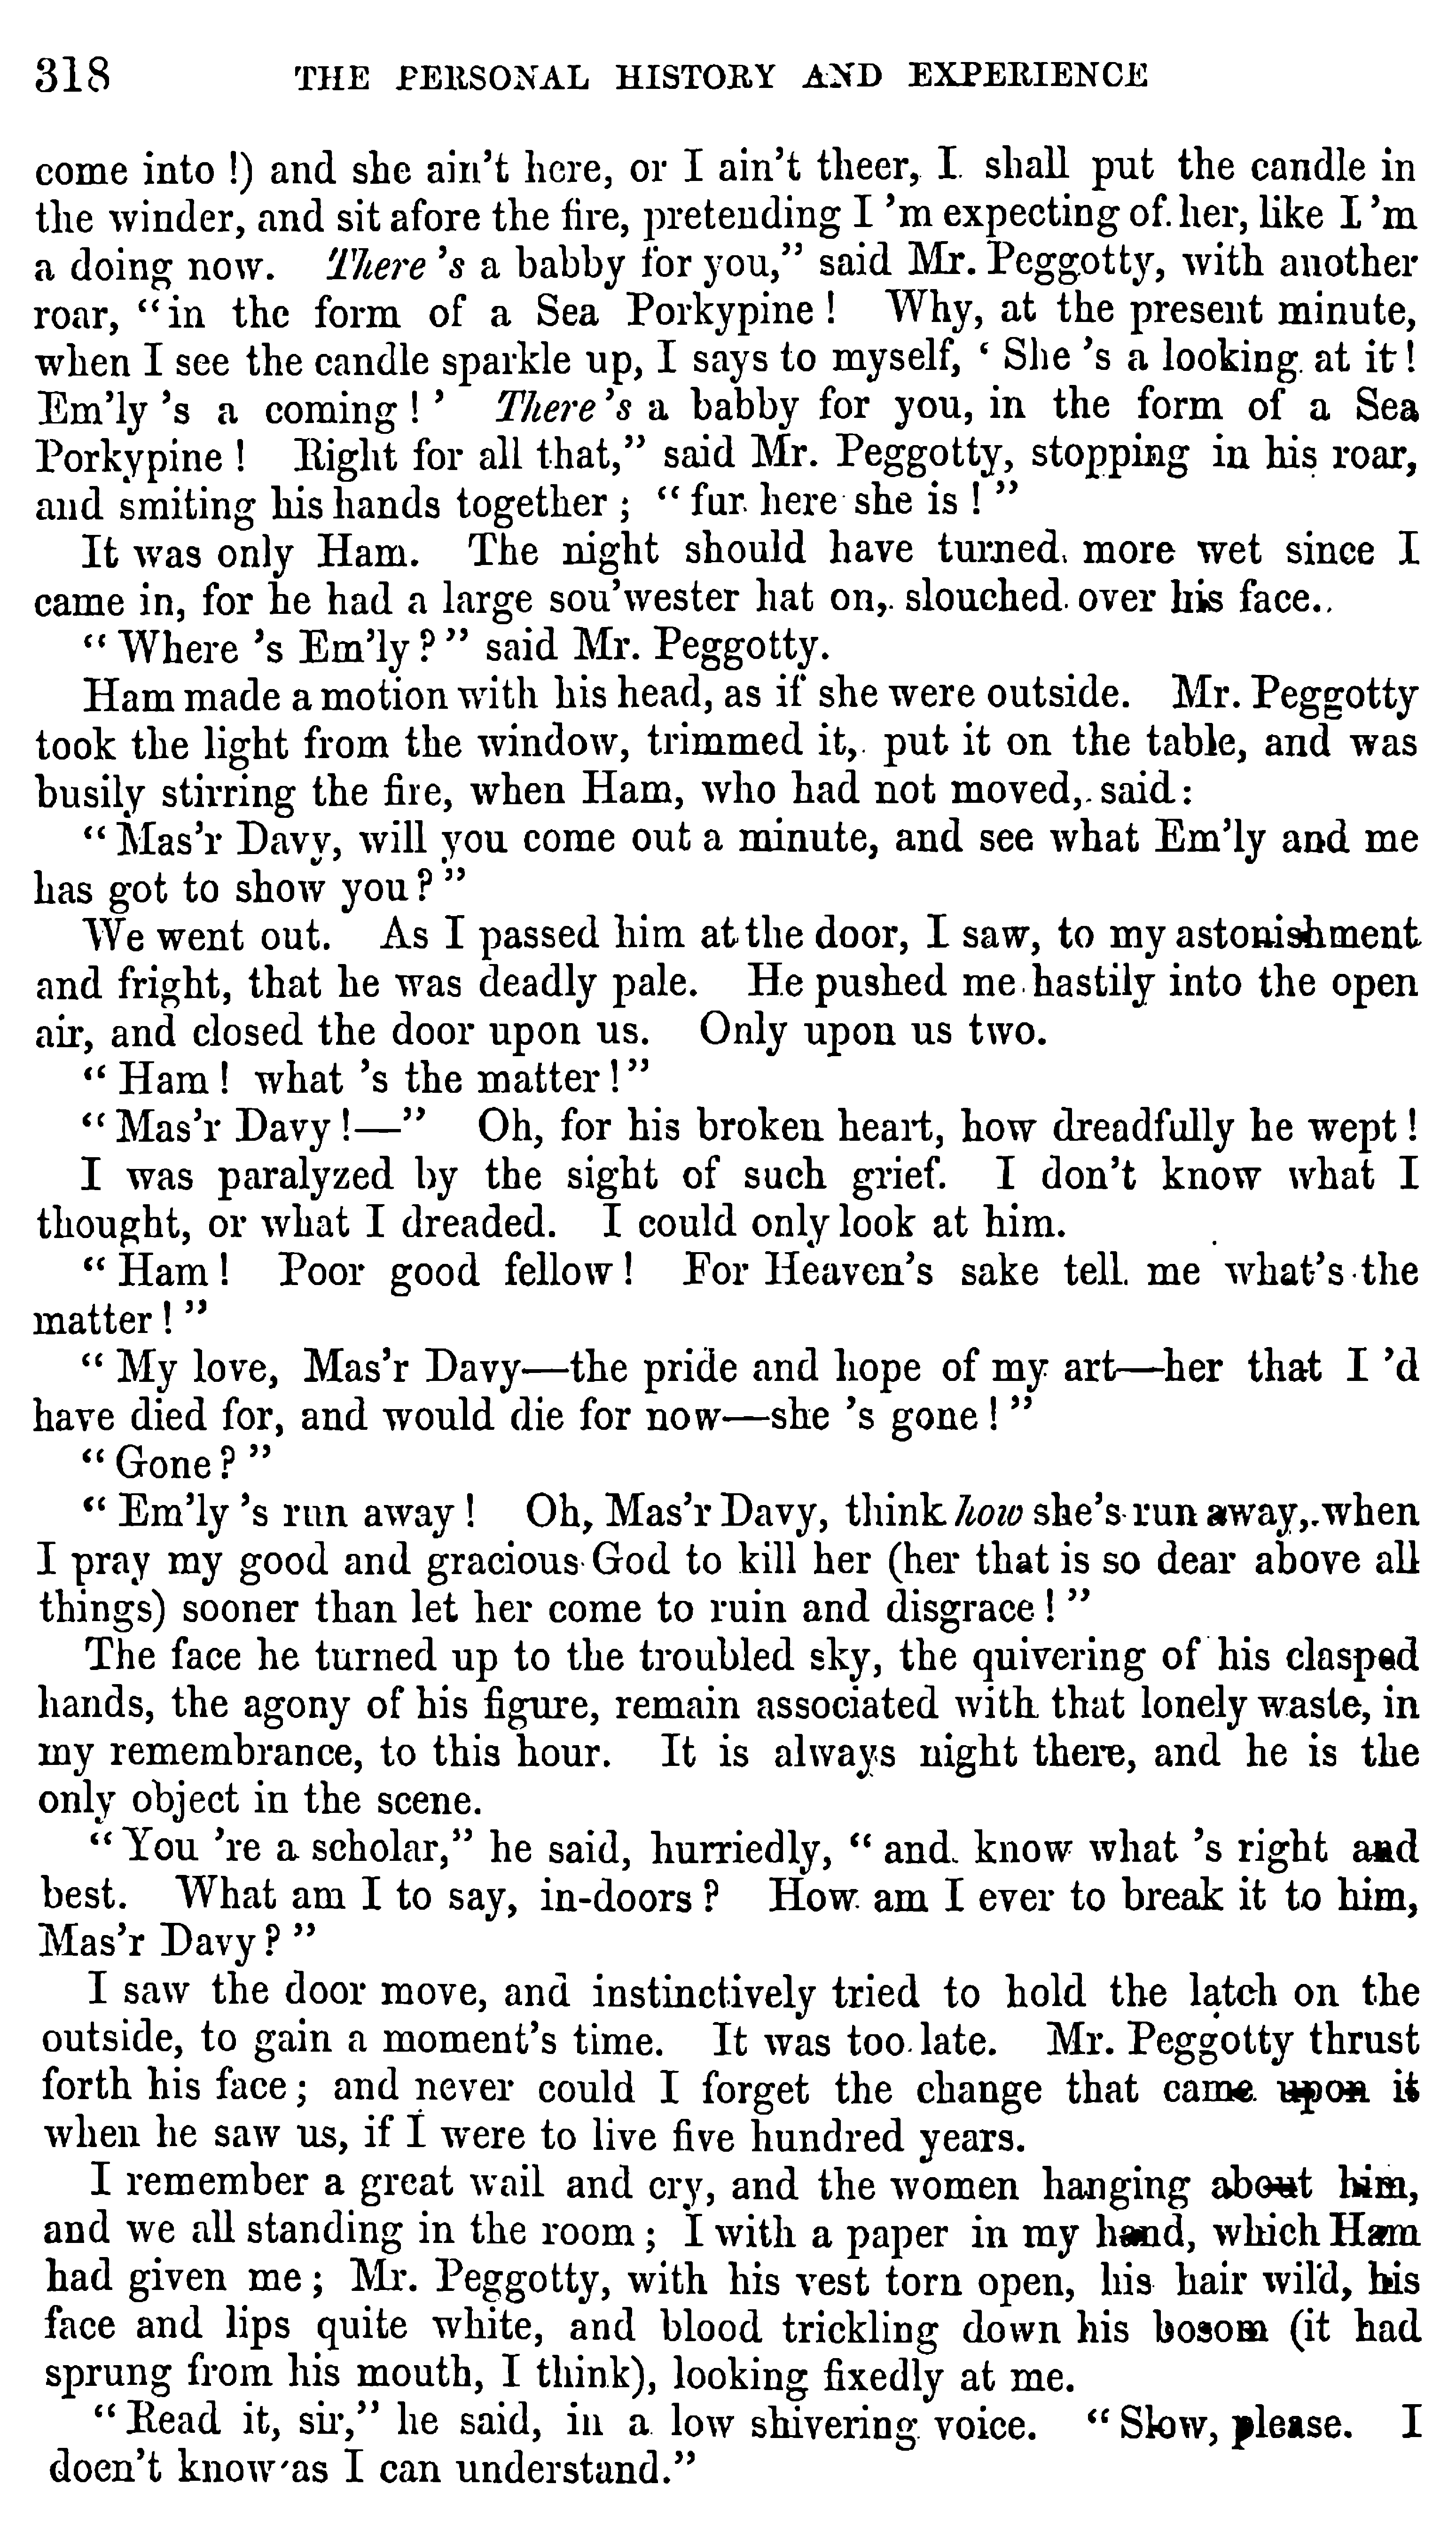 318 THE PERSONAL HISTORY AND EXPERIENCE
come into !) and she ain't here, or I ain't theer, I shall put the candle in
the winder, and sit afore the fire, pretending I 'm expecting of her, like I 'm
a doing now. There 's a babby for you," said Mr. Peggotty, with another
roar, "in the form of a Sea Porkypine ! Why, at the present minute,
when I see the candle sparkle up, I says to myself, ' She 's a looking at it !
Em'ly 's a coming ! ' There 's a babby for you, in the form of a Sea
Porkypine ! Right for all that," said Mr. Peggotty, stopping in his roar,
and smiting his hands together ; " fur here she is ! "
It was only Ham. The night should have turned more wet since I
came in, for he had a large sou'wester hat on, slouched over his face.
" Where 's Em'ly ? " said Mr. Peggotty.
Ham made a motion with his head, as if she were outside. Mr. Peggotty
took the light from the window, trimmed it, put it on the table, and was
busily stirring the fire, when Ham, who had not moved, said :
" Mas'r Davy, will you come out a minute, and see what Em'ly and me
has got to show you ? "
We went out. As I passed him at the door, I saw, to my astonishment
and fright, that he was deadly pale. He pushed me hastily into the open
air, and closed the door upon us. Only upon us two.
" Ham ! what 's the matter ! "
" Mas'r Davy !—" Oh, for his broken heart, how dreadfully he wept !
I was paralyzed by the sight of such grief. I don't know what I
thought, or what I dreaded. I could only look at him.
" Ham ! Poor good fellow ! For Heaven's sake tell me what's the
matter ! "
" My love, Mas'r Davy—the pride and hope of my art—her that I 'd
have died for, and would die for now—she 's gone ! "
" Gone ? "
" Em'ly 's run away ! Oh, Mas'r Davy, think how she's run away, when
I pray my good and gracious God to kill her (her that is so dear above all
things) sooner than let her come to ruin and disgrace ! "
The face he turned up to the troubled sky, the quivering of his clasped
hands, the agony of his figure, remain associated with that lonely waste, in
my remembrance, to this hour. It is always night there, and he is the
only object in the scene.
" You 're a scholar," he said, hurriedly, " and know what 's right and
best. What am I to say, in-doors ? How am I ever to break it to him,
Mas'r Davy ? "
I saw the door move, and instinctively tried to hold the latch on the
outside, to gain a moment's time. It was too late. Mr. Peggotty thrust
forth his face ; and never could I forget the change that came upon it
when he saw us, if I were to live five hundred years.
I remember a great wail and cry, and the women hanging about him,
and we all standing in the room ; I with a paper in my hand, which Ham
had given me ; Mr. Peggotty, with his vest torn open, his hair wild, his
face and lips quite white, and blood trickling down his bosom (it had
sprung from his mouth, I think), looking fixedly at me.
" Read it, sir," he said, in a low shivering voice. " Slow, please. I
doen't know as I can understand."